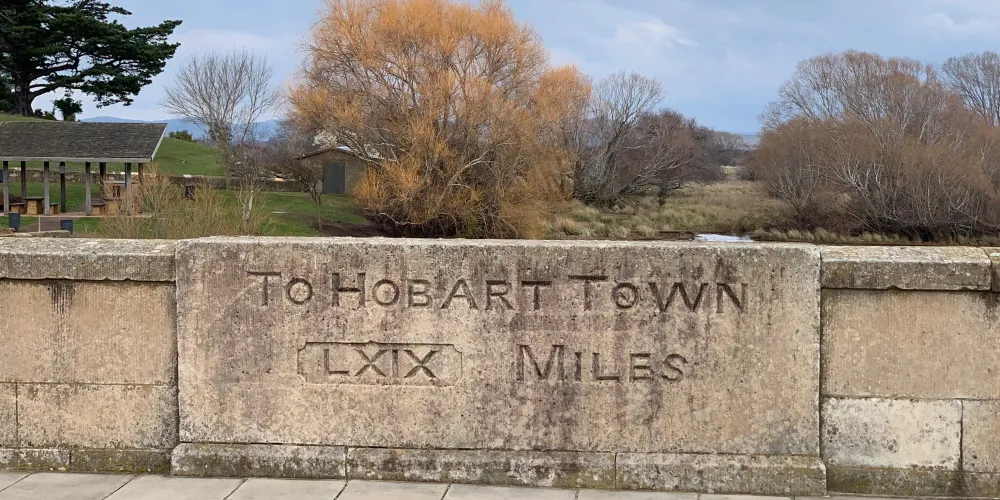 To Hobart Town
LXIX Miles